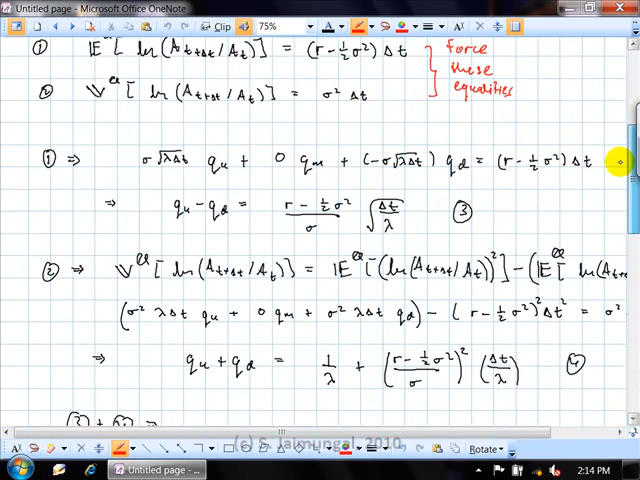 Untitled page - Microsoft Office OneNote
75%
① 𝔼^ℚ[ ln(A_{t+Δt}/A_t)] = (r - ½σ²) Δt
② 𝕍^ℚ[ ln(A_{t+Δt}/A_t)] = σ² Δt
Force
these
equalities
① ⇒ σ√(λΔt) q_u + 0 q_m + (-σ√(λΔt)) q_d = (r - ½σ²) Δt
⇒ q_u - q_d = (r - ½σ²)/σ √(Δt/λ) ③
② ⇒ 𝕍^ℚ[ ln(A_{t+Δt}/A_t)] = 𝔼^ℚ[(ln(A_{t+Δt}/A_t))²] - (𝔼^ℚ[ ln(A_{t+
(σ² λΔt q_u + 0 q_m + σ² λΔt q_d) - (r - ½σ²)² Δt² = σ²
⇒ q_u + q_d = 1/λ + ((r - ½σ²)/σ)² (Δt/λ) ④
(c) S. Jaimungal, 2010
Rotate
Untitled page - ...
2:14 PM